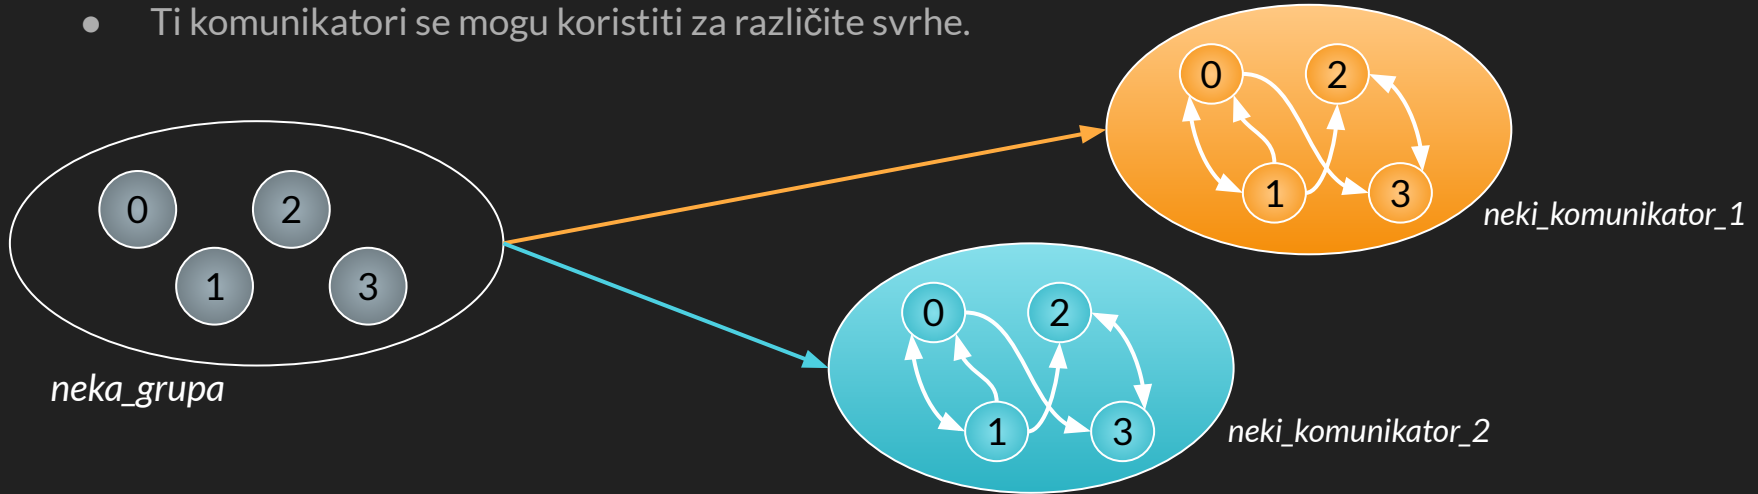 ● Ti komunikatori se mogu koristiti za različite svrhe.
0 2
1 3
neka_grupa
0 2
1 3
neki_komunikator_1
0 2
1 3
neki_komunikator_2